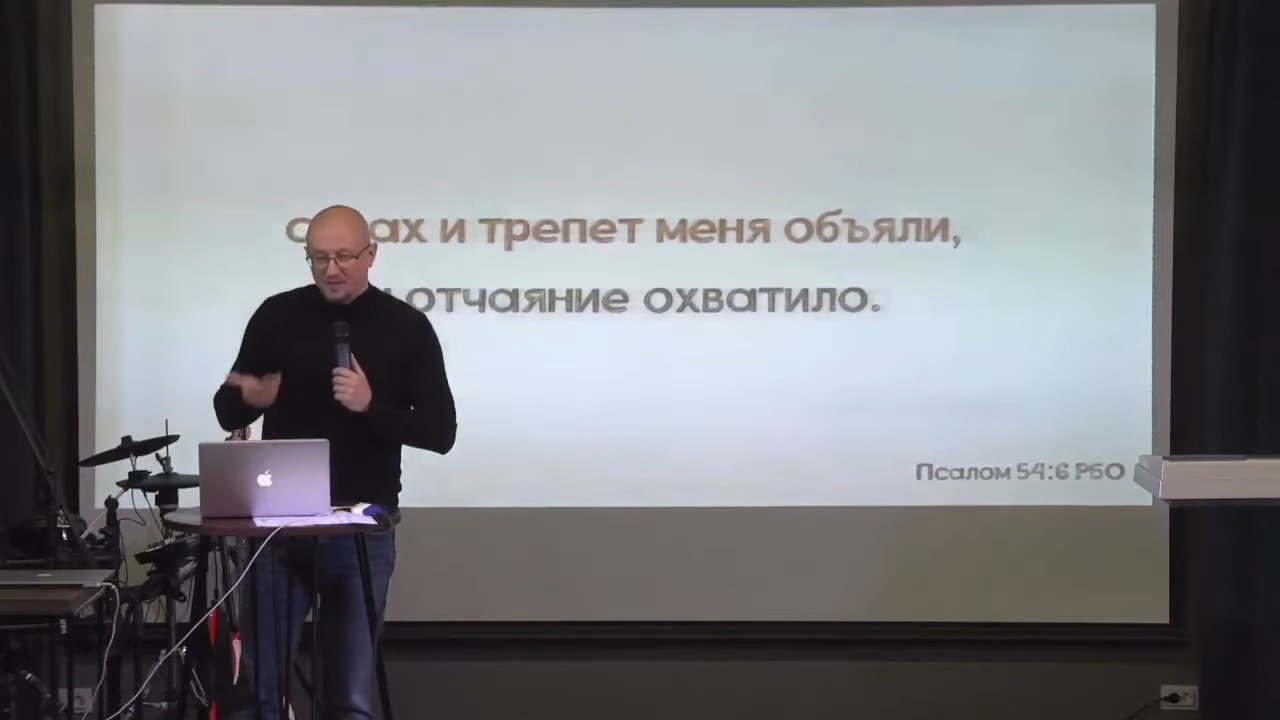 и трепет меня объяли,
отчаяние охватило.
Псалом 54:6 РБО